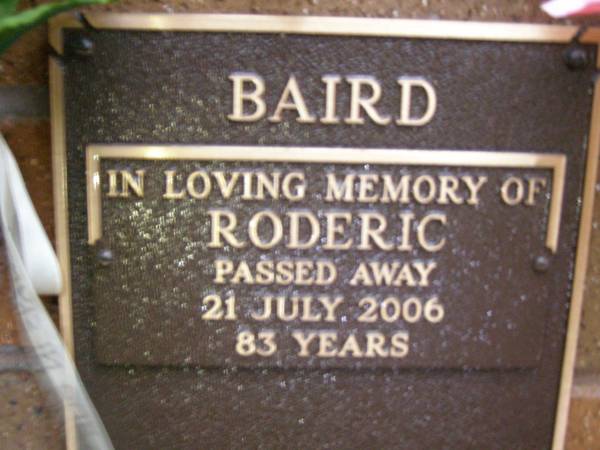 BAIRD
IN LOVING MEMORY OF
RODERIC
PASSED AWAY
21 JULY 2006
83 YEARS